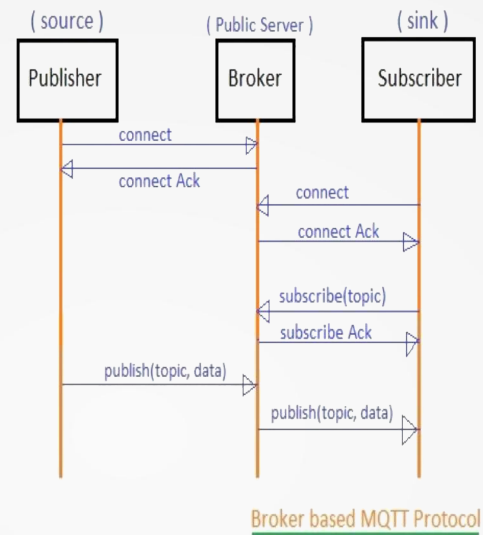 ( source )
( Public Server )
( sink )
Publisher
Broker
Subscriber
connect
connect Ack
connect
connect Ack
subscribe(topic)
subscribe Ack
publish(topic, data)
publish(topic, data)
Broker based MQTT Protocol